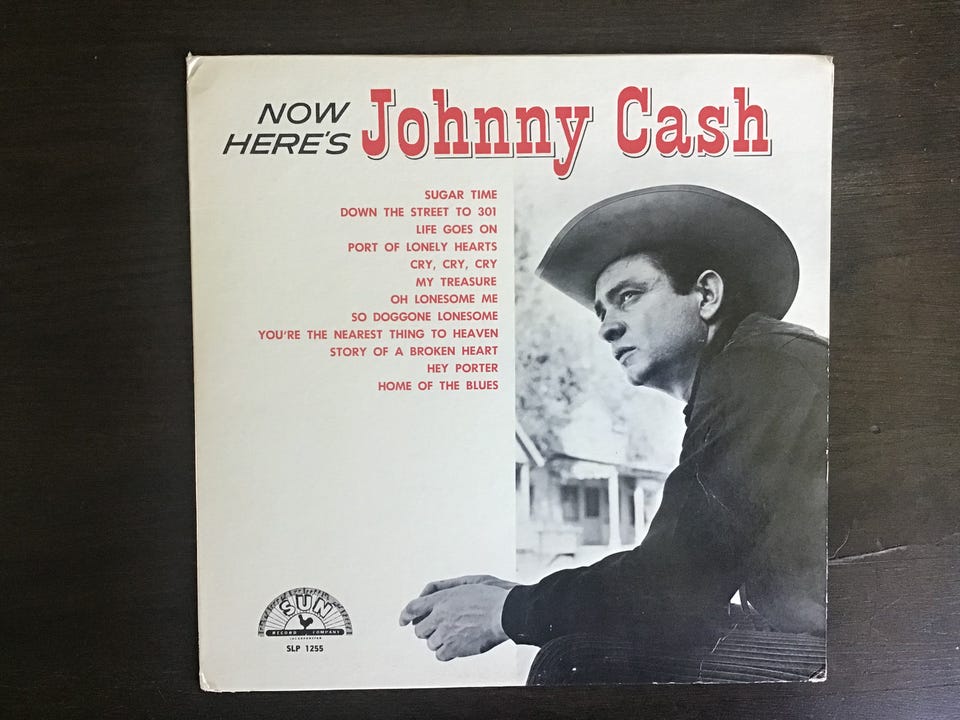 NOW
HERE'S Johnny Cash
SUGAR TIME
DOWN THE STREET TO 301
LIFE GOES ON
PORT OF LONELY HEARTS
CRY, CRY, CRY
MY TREASURE
OH LONESOME ME
SO DOGGONE LONESOME
YOU'RE THE NEAREST THING TO HEAVEN
STORY OF A BROKEN HEART
HEY PORTER
HOME OF THE BLUES
SUN
RECORD COMPANY
INCORPORATED
SLP 1255